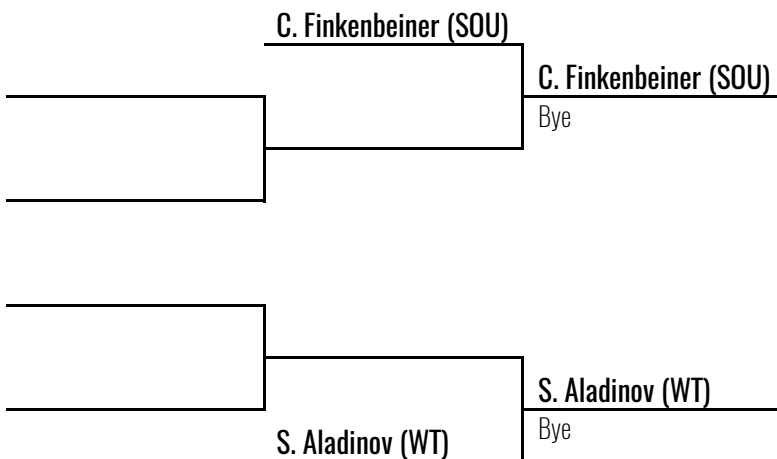 C. Finkenbeiner (SOU)
C. Finkenbeiner (SOU)
Bye
S. Aladinov (WT)
Bye
S. Aladinov (WT)